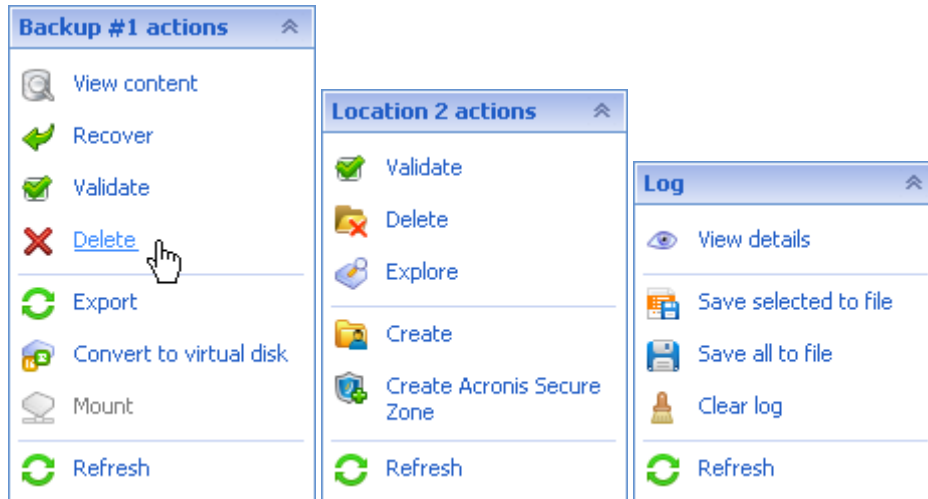 Backup #1 actions
View content
Recover
Validate
Delete
Export
Convert to virtual disk
Mount
Refresh
Location 2 actions
Validate
Delete
Explore
Create
Create Acronis Secure
Zone
Refresh
Log
View details
Save selected to file
Save all to file
Clear log
Refresh